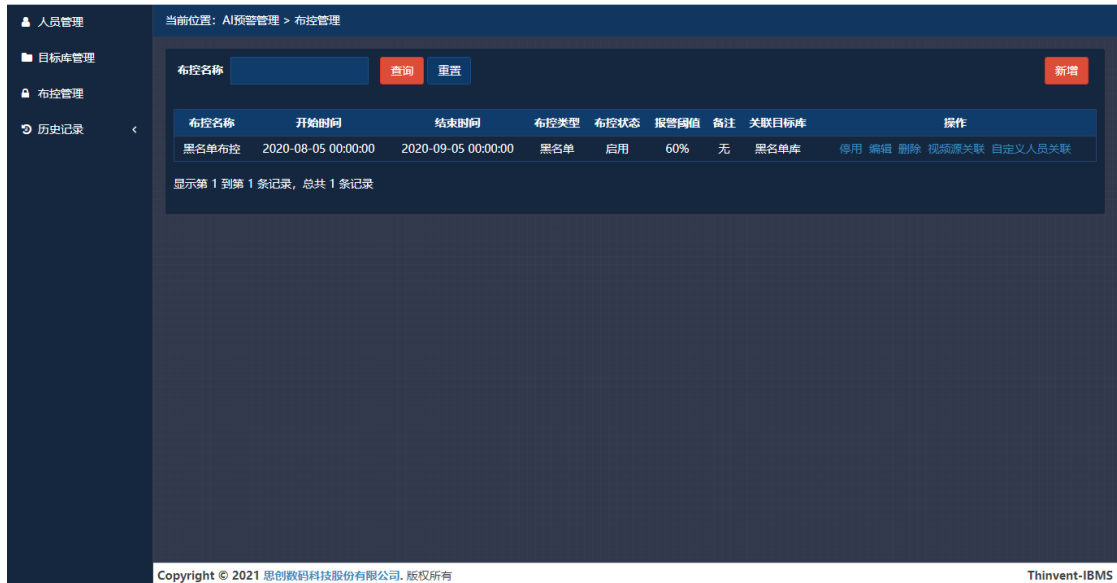 人员管理
目标库管理
布控管理
历史记录
当前位置：AI预警管理 > 布控管理
布控名称 查询 重置 新增
布控名称 开始时间 结束时间 布控类型 布控状态 报警阈值 备注 关联目标库 操作
黑名单布控 2020-08-05 00:00:00 2020-09-05 00:00:00 黑名单 启用 60% 无 黑名单库 停用 编辑 删除 视频源关联 自定义人员关联
显示第 1 到第 1 条记录，总共 1 条记录
Copyright © 2021 思创数码科技股份有限公司. 版权所有 Thinvent-IBMS